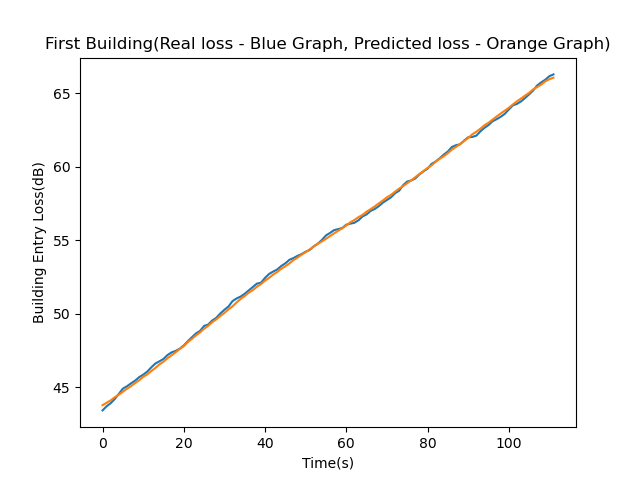 First Building(Real loss - Blue Graph, Predicted loss - Orange Graph)
Building Entry Loss(dB)
65
60
55
50
45
0 20 40 60 80 100
Time(s)